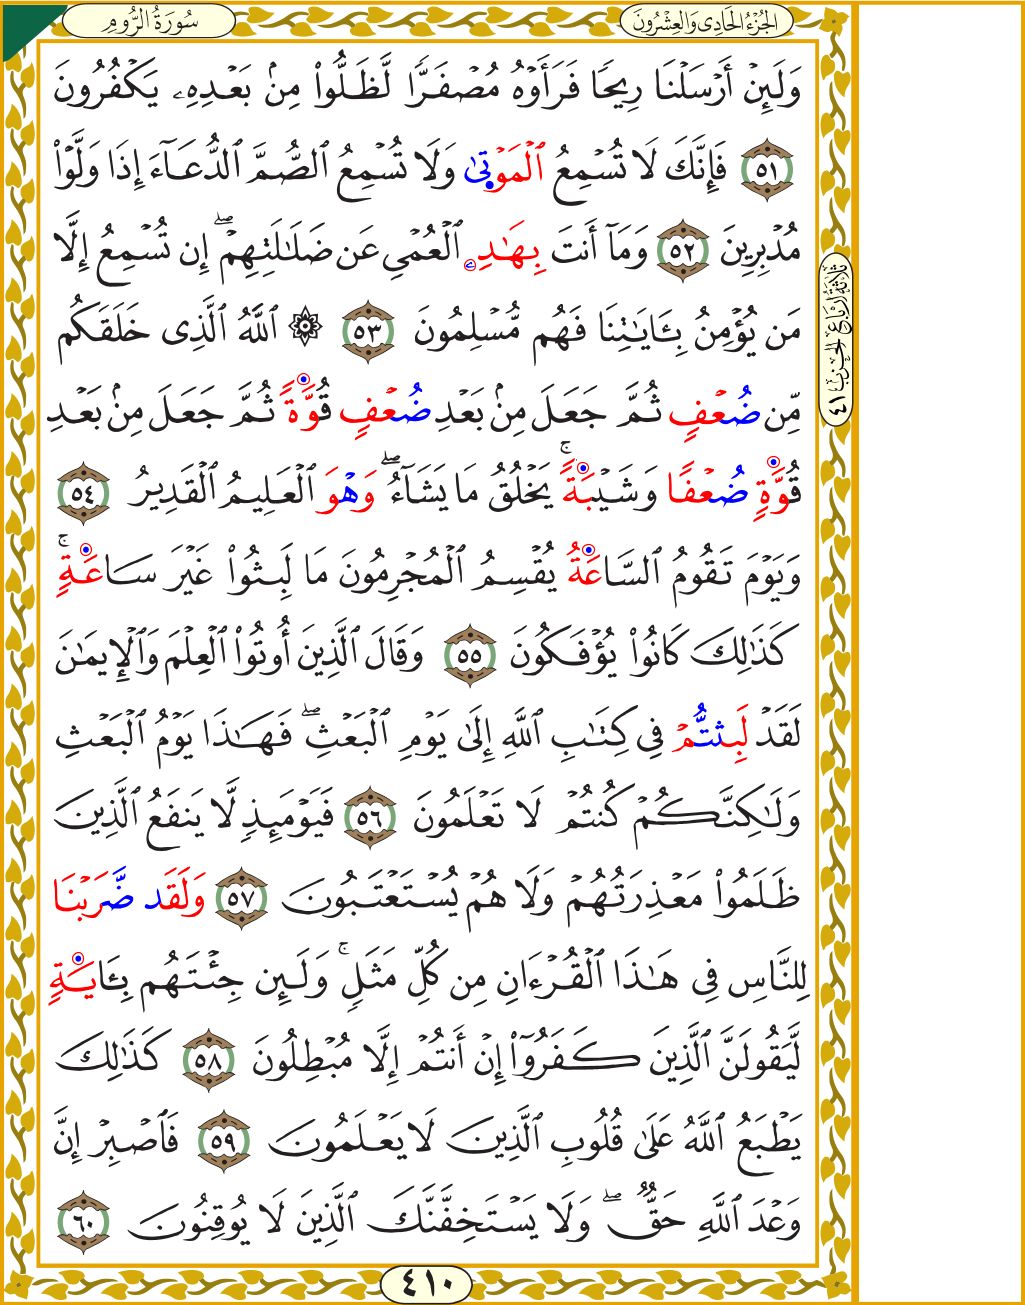 الجُزْءُ الحَادِى وَالعِشْرُونَ
سُورَةُ الرُّومِ
وَلَئِنْ أَرْسَلْنَا رِيحًا فَرَأَوْهُ مُصْفَرًّا لَّظَلُّوا۟ مِنۢ بَعْدِهِۦ يَكْفُرُونَ
٥١ فَإِنَّكَ لَا تُسْمِعُ ٱلْمَوْتَىٰ وَلَا تُسْمِعُ ٱلصُّمَّ ٱلدُّعَآءَ إِذَا وَلَّوْا۟
مُدْبِرِينَ ٥٢ وَمَآ أَنتَ بِهَـٰدِ ے ٱلْعُمْىِ عَن ضَلَـٰلَتِهِمْ ۖ إِن تُسْمِعُ إِلَّا
مَن يُؤْمِنُ بِـَٔايَـٰتِنَا فَهُم مُّسْلِمُونَ ٥٣ ۞ ٱللَّهُ ٱلَّذِى خَلَقَكُم
مِّن ضُعْفٍ ثُمَّ جَعَلَ مِنۢ بَعْدِ ضُعْفٍ قُوَّةً ثُمَّ جَعَلَ مِنۢ بَعْدِ
قُوَّةٍ ضُعْفًا وَشَيْبَةً ۚ يَخْلُقُ مَا يَشَآءُ ۖ وَهْوَ ٱلْعَلِيمُ ٱلْقَدِيرُ ٥٤
وَيَوْمَ تَقُومُ ٱلسَّاعَةُ يُقْسِمُ ٱلْمُجْرِمُونَ مَا لَبِثُوا۟ غَيْرَ سَاعَةٍ ۚ
كَذَٰلِكَ كَانُوا۟ يُؤْفَكُونَ ٥٥ وَقَالَ ٱلَّذِينَ أُوتُوا۟ ٱلْعِلْمَ وَٱلْإِيمَـٰنَ
لَقَدْ لَبِثتُّمْ فِى كِتَـٰبِ ٱللَّهِ إِلَىٰ يَوْمِ ٱلْبَعْثِ ۖ فَهَـٰذَا يَوْمُ ٱلْبَعْثِ
وَلَـٰكِنَّكُمْ كُنتُمْ لَا تَعْلَمُونَ ٥٦ فَيَوْمَئِذٍ لَّا يَنفَعُ ٱلَّذِينَ
ظَلَمُوا۟ مَعْذِرَتُهُمْ وَلَا هُمْ يُسْتَعْتَبُونَ ٥٧ وَلَقَد ضَّرَبْنَا
لِلنَّاسِ فِى هَـٰذَا ٱلْقُرْءَانِ مِن كُلِّ مَثَلٍ ۚ وَلَئِن جِئْتَهُم بِـَٔايَةٍ
لَّيَقُولَنَّ ٱلَّذِينَ كَفَرُوٓا۟ إِنْ أَنتُمْ إِلَّا مُبْطِلُونَ ٥٨ كَذَٰلِكَ
يَطْبَعُ ٱللَّهُ عَلَىٰ قُلُوبِ ٱلَّذِينَ لَا يَعْلَمُونَ ٥٩ فَٱصْبِرْ إِنَّ
وَعْدَ ٱللَّهِ حَقٌّ ۖ وَلَا يَسْتَخِفَّنَّكَ ٱلَّذِينَ لَا يُوقِنُونَ ٦٠
ثلاثة أرباع الحزب ٤١
٤١٠